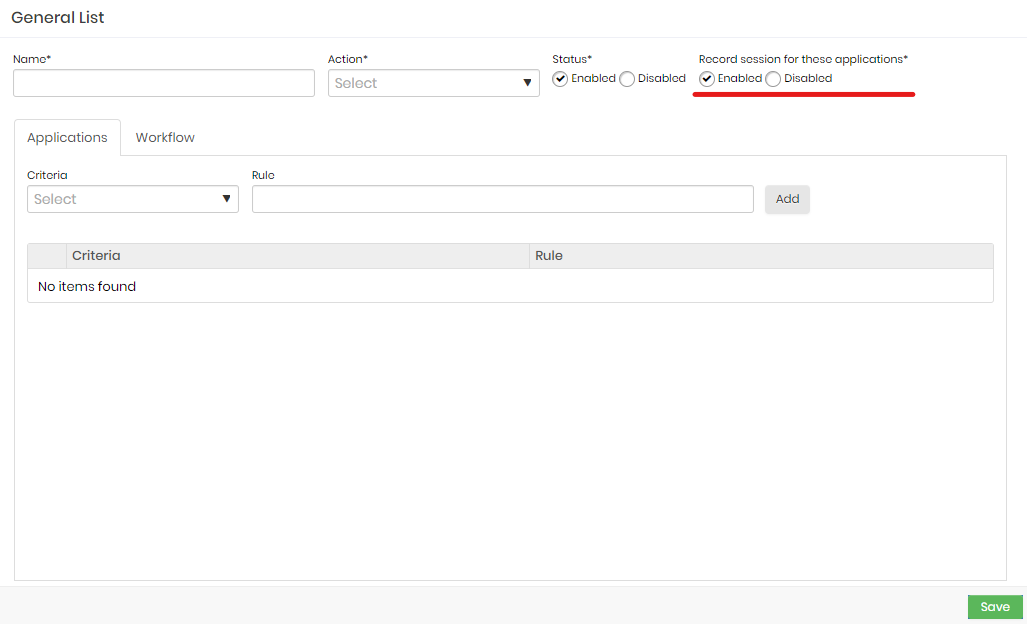 General List
Name* Action* Status* Record session for these applications*
Select Enabled Disabled Enabled Disabled
Applications Workflow
Criteria Rule
Select Add
Criteria Rule
No items found
Save